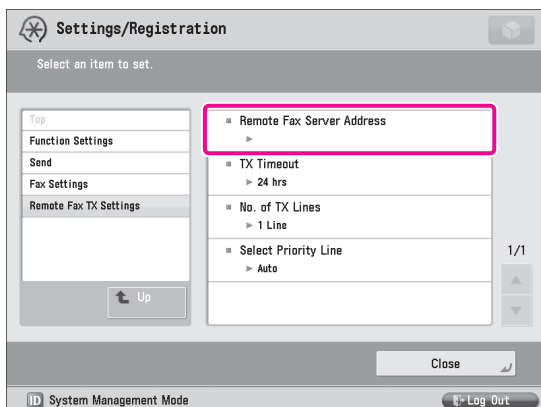 Settings/Registration
Select an item to set.
Top
Function Settings
Send
Fax Settings
Remote Fax TX Settings
Up
Remote Fax Server Address
TX Timeout
24 hrs
No. of TX Lines
1 Line
Select Priority Line
Auto
1/1
Close
ID System Management Mode
Log Out